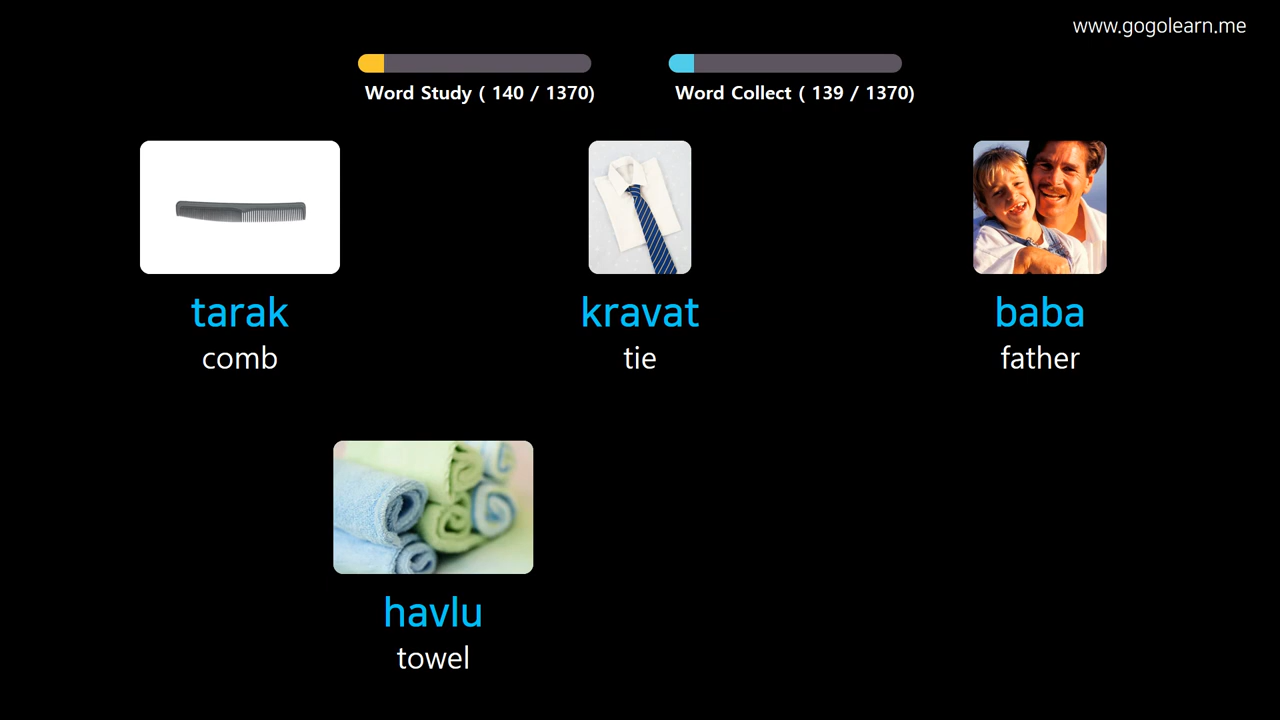 www.gogolearn.me
Word Study ( 140 / 1370)
Word Collect ( 139 / 1370)
tarak
comb
kravat
tie
baba
father
havlu
towel